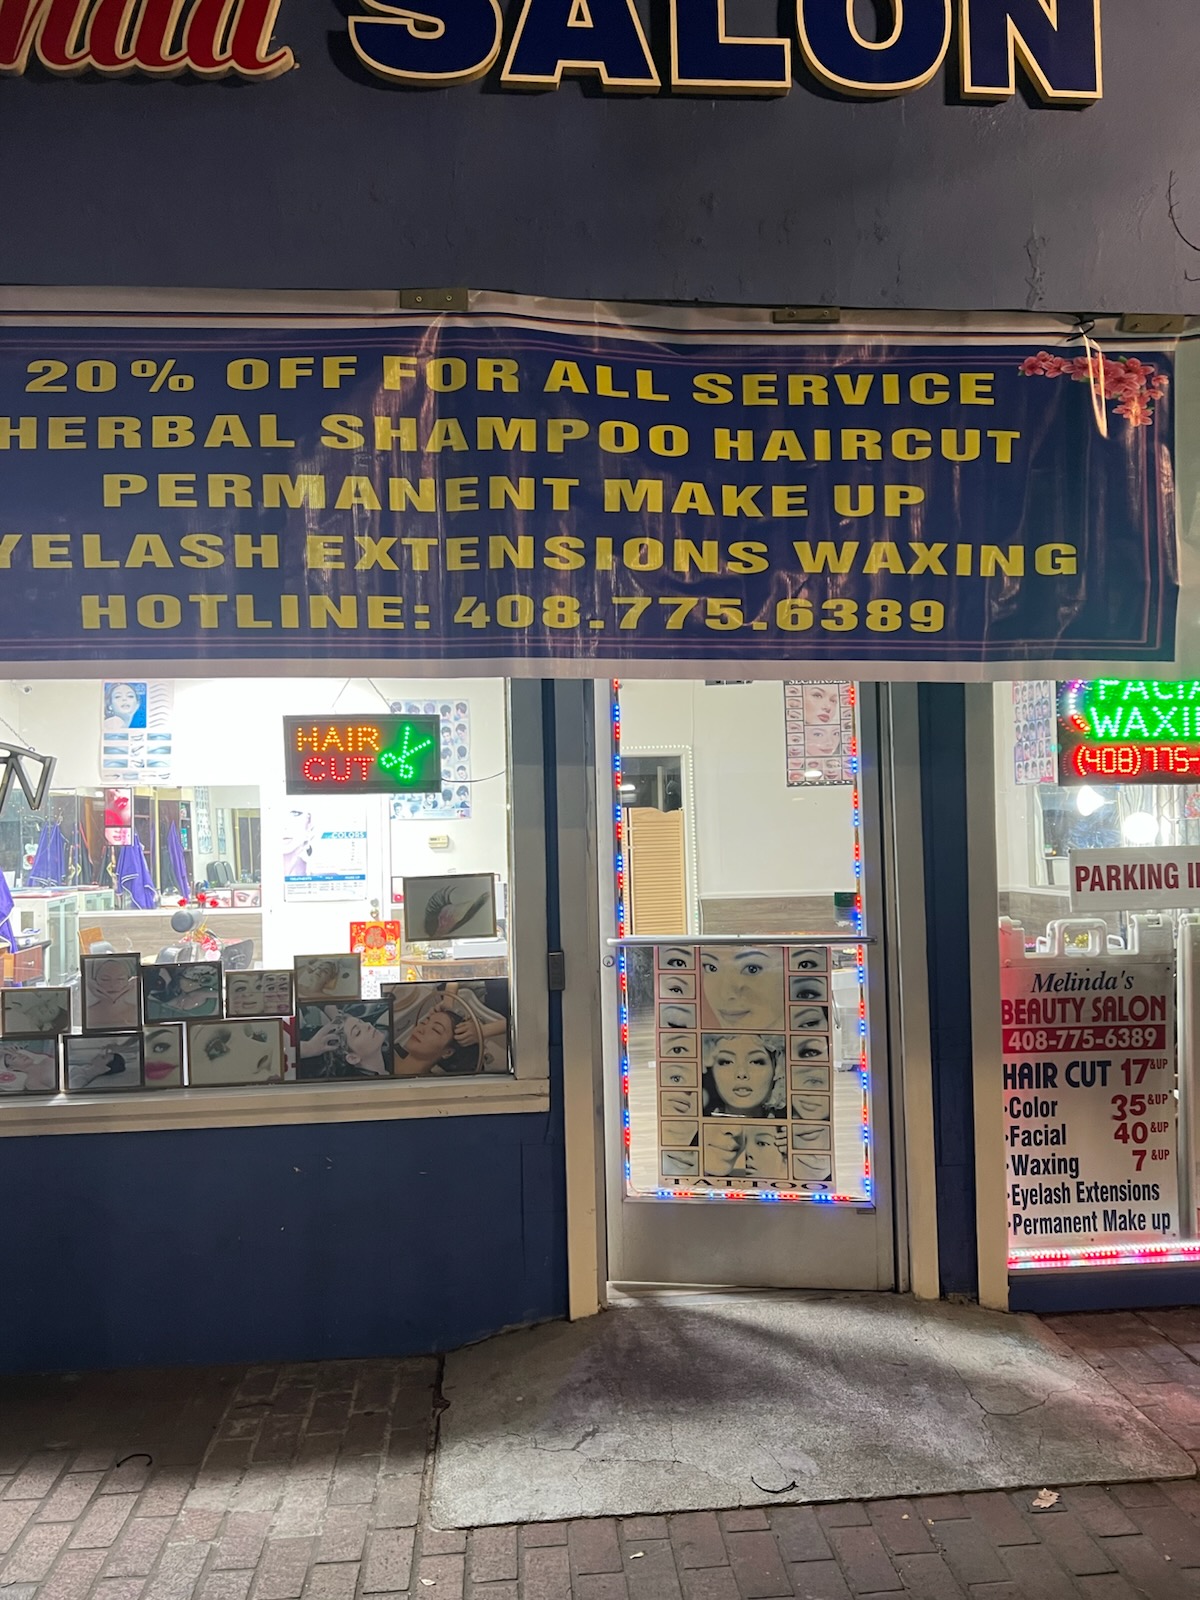 SALON
20% OFF FOR ALL SERVICE
HERBAL SHAMPOO HAIRCUT
PERMANENT MAKE UP
YELASH EXTENSIONS WAXING
HOTLINE: 408.775.6389
HAIR
CUT
COLORS
WAXI
(408)775-
PARKING I
Melinda's
BEAUTY SALON
408-775-6389
HAIR CUT 17 &UP
•Color 35 &UP
•Facial 40 &UP
•Waxing 7 &UP
•Eyelash Extensions
•Permanent Make up
TATTOO